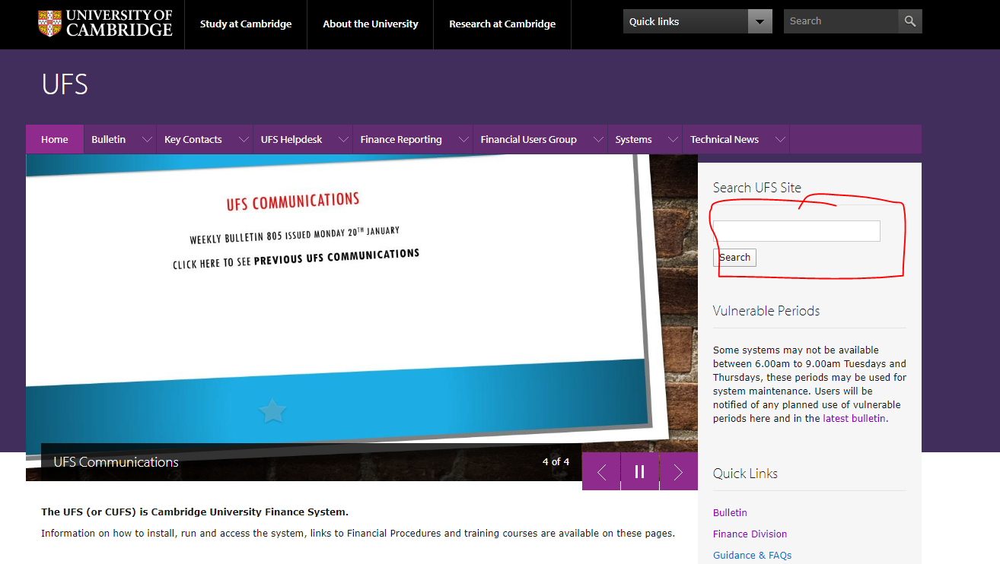 UNIVERSITY OF
CAMBRIDGE
Study at Cambridge
About the University
Research at Cambridge
Quick links
Search
UFS
Home
Bulletin
Key Contacts
UFS Helpdesk
Finance Reporting
Financial Users Group
Systems
Technical News
UFS COMMUNICATIONS
WEEKLY BULLETIN 805 ISSUED MONDAY 20TH JANUARY
CLICK HERE TO SEE PREVIOUS UFS COMMUNICATIONS
UFS Communications
4 of 4
The UFS (or CUFS) is Cambridge University Finance System.
Information on how to install, run and access the system, links to Financial Procedures and training courses are available on these pages.
Search UFS Site
Search
Vulnerable Periods
Some systems may not be available
between 6.00am to 9.00am Tuesdays and
Thursdays, these periods may be used for
system maintenance. Users will be
notified of any planned use of vulnerable
periods here and in the latest bulletin.
Quick Links
Bulletin
Finance Division
Guidance & FAQs